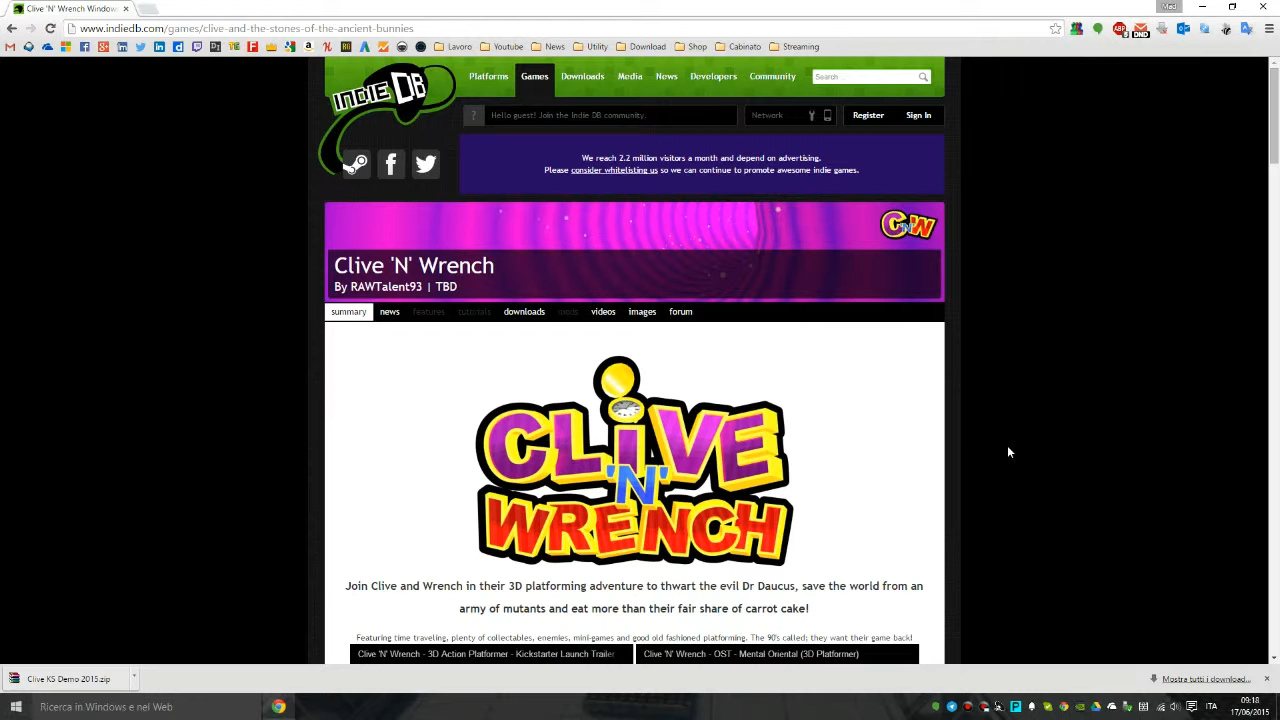 Clive 'N' Wrench Window
Mad
www.indiedb.com/games/clive-and-the-stones-of-the-ancient-bunnies
Lavoro Youtube News Utility Download Shop Cabinato Streaming
INDIE DB
Platforms Games Downloads Media News Developers Community Search...
? Hello guest! Join the Indie DB community. Network Register Sign In
We reach 2.2 million visitors a month and depend on advertising.
Please consider whitelisting us so we can continue to promote awesome indie games.
C'N'W
Clive 'N' Wrench
By RAWTalent93 | TBD
summary news features tutorials downloads mods videos images forum
CLIVE
'N'
WRENCH
Join Clive and Wrench in their 3D platforming adventure to thwart the evil Dr Daucus, save the world from an
army of mutants and eat more than their fair share of carrot cake!
Featuring time traveling, plenty of collectables, enemies, mini-games and good old fashioned platforming. The 90's called; they want their game back!
Clive 'N' Wrench - 3D Action Platformer - Kickstarter Launch Trailer
Clive 'N' Wrench - OST - Mental Oriental (3D Platformer)
Clive KS Demo 2015.zip
Mostra tutti i download...
Ricerca in Windows e nel Web
ITA
09:18
17/06/2015